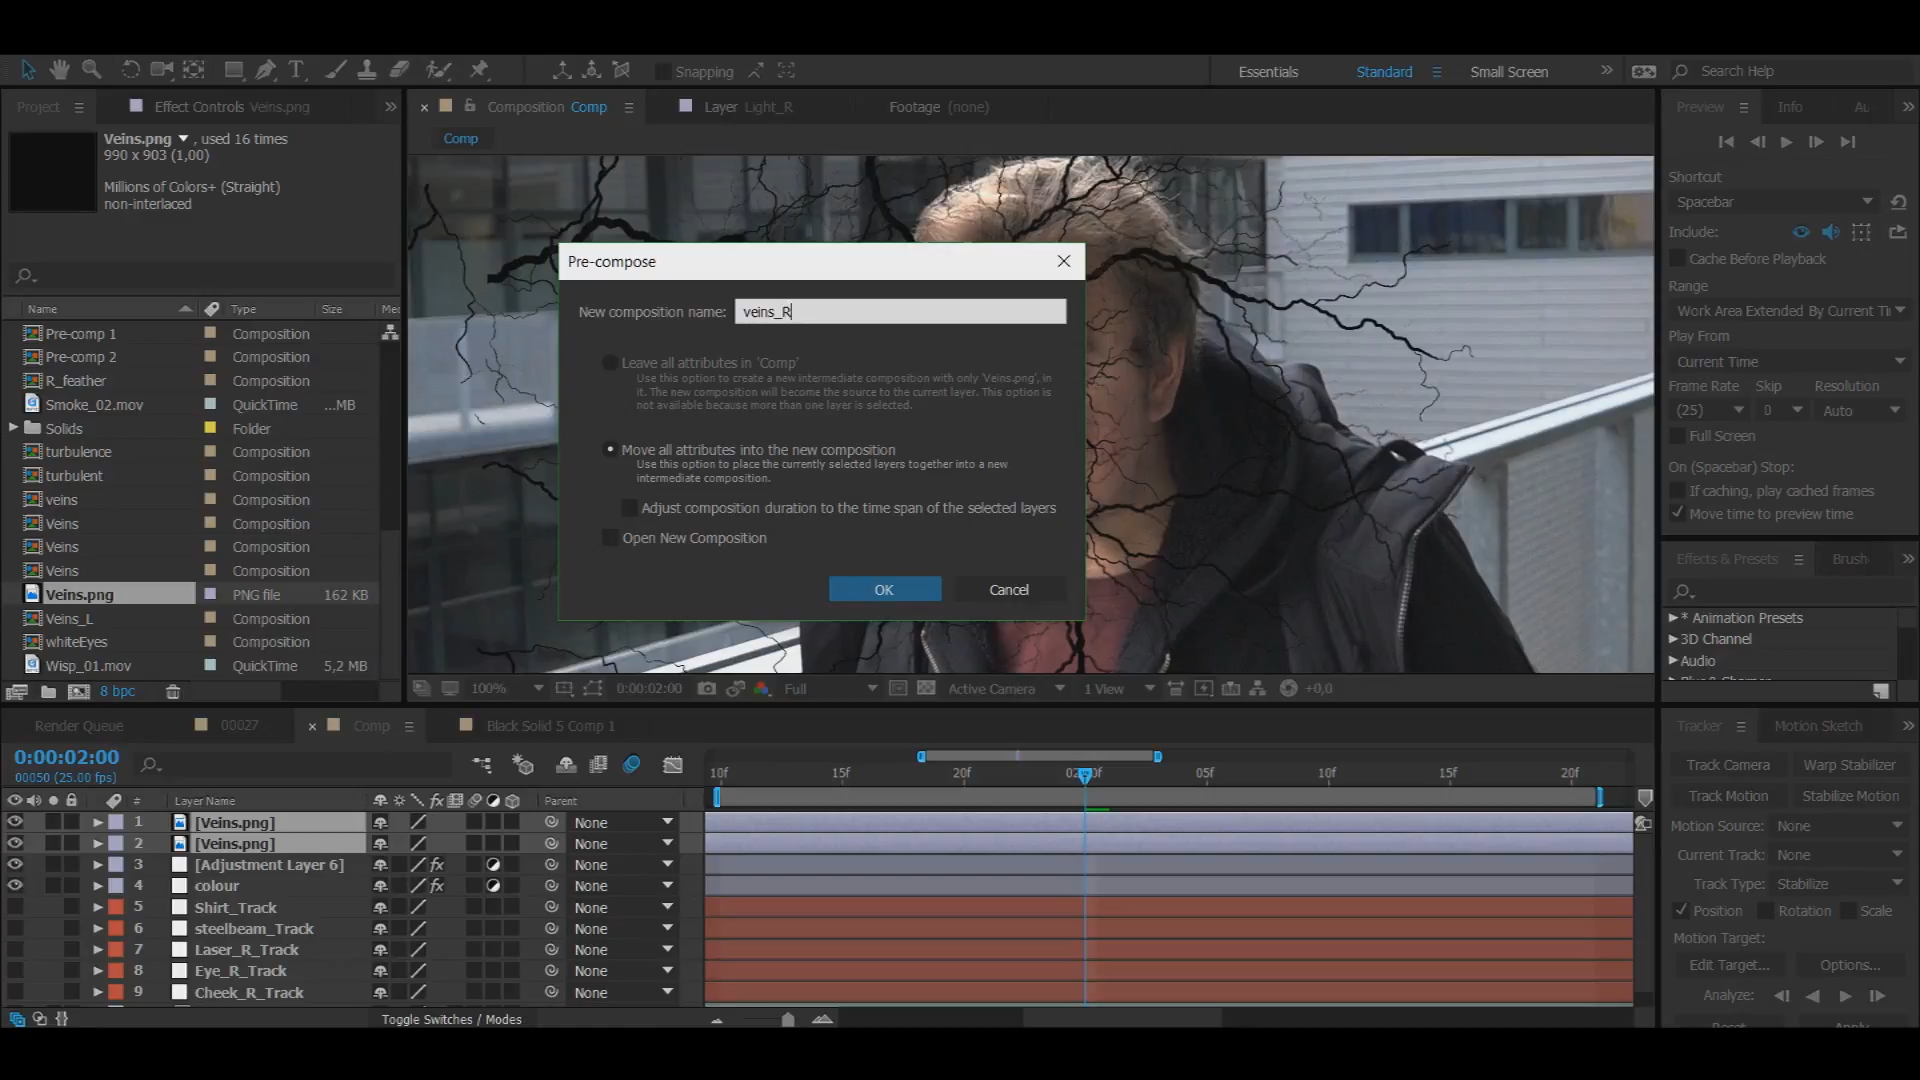 Snapping
Essentials
Standard
Small Screen
Search Help
Project
Effect Controls Veins.png
Composition Comp
Layer Light_R
Footage (none)
Preview
Info
Au
Veins.png , used 16 times
990 x 903 (1,00)
Millions of Colors+ (Straight)
non-interlaced
Comp
Shortcut
Spacebar
Include:
Cache Before Playback
Range
Work Area Extended By Current Ti
Play From
Current Time
Frame Rate Skip Resolution
(25) 0 Auto
Full Screen
On (Spacebar) Stop:
If caching, play cached frames
Move time to preview time
Name Type Size Me
Pre-comp 1 Composition
Pre-comp 2 Composition
R_feather Composition
Smoke_02.mov QuickTime ...MB
Solids Folder
turbulence Composition
turbulent Composition
veins Composition
Veins Composition
Veins Composition
Veins Composition
Veins.png PNG file 162 KB
Veins_L Composition
whiteEyes Composition
Wisp_01.mov QuickTime 5,2 MB
8 bpc
Pre-compose
New composition name: veins_R
Leave all attributes in 'Comp'
Use this option to create a new intermediate composition with only 'Veins.png', in
it. The new composition will become the source to the current layer. This option is
not available because more than one layer is selected.
Move all attributes into the new composition
Use this option to place the currently selected layers together into a new
intermediate composition.
Adjust composition duration to the time span of the selected layers
Open New Composition
OK
Cancel
100%
0:00:02:00
Full
Active Camera
1 View
+0,0
Effects & Presets
Brush
* Animation Presets
3D Channel
Audio
Render Queue
00027
Comp
Black Solid 5 Comp 1
0:00:02:00
00050 (25.00 fps)
10f 15f 20f 05f 10f 15f 20f
# Layer Name Parent
1 [Veins.png] None
2 [Veins.png] None
3 [Adjustment Layer 6] None
4 colour None
5 Shirt_Track None
6 steelbeam_Track None
7 Laser_R_Track None
8 Eye_R_Track None
9 Cheek_R_Track None
Toggle Switches / Modes
Tracker
Motion Sketch
Track Camera Warp Stabilizer
Track Motion Stabilize Motion
Motion Source: None
Current Track: None
Track Type: Stabilize
Position Rotation Scale
Motion Target:
Edit Target... Options...
Analyze: